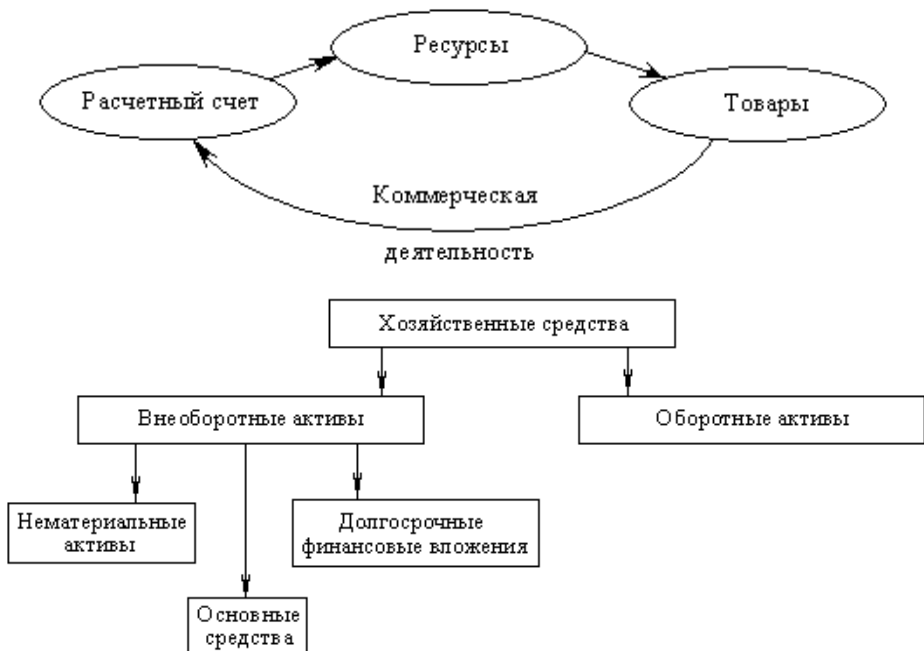 Ресурсы
Расчетный счет
Товары
Коммерческая
деятельность
Хозяйственные средства
Внеоборотные активы
Оборотные активы
Нематериальные
активы
Долгосрочные
финансовые вложения
Основные
средства